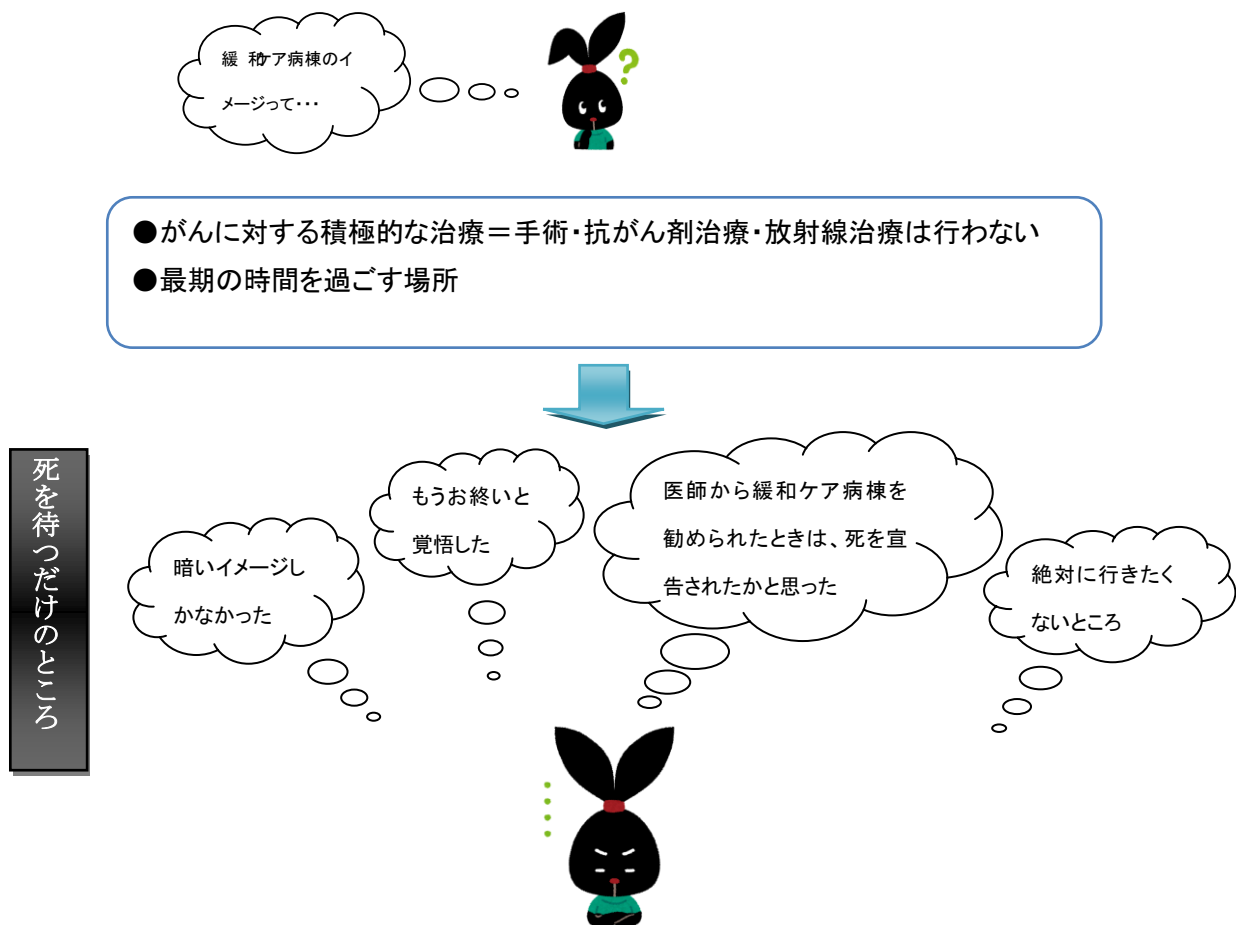 緩和ケア病棟のイ
メージって・・・
?
●がんに対する積極的な治療＝手術・抗がん剤治療・放射線治療は行わない
●最期の時間を過ごす場所
死を待つだけのところ
暗いイメージし
かなかった
もうお終いと
覚悟した
医師から緩和ケア病棟を
勧められたときは、死を宣
告されたかと思った
絶対に行きたく
ないところ